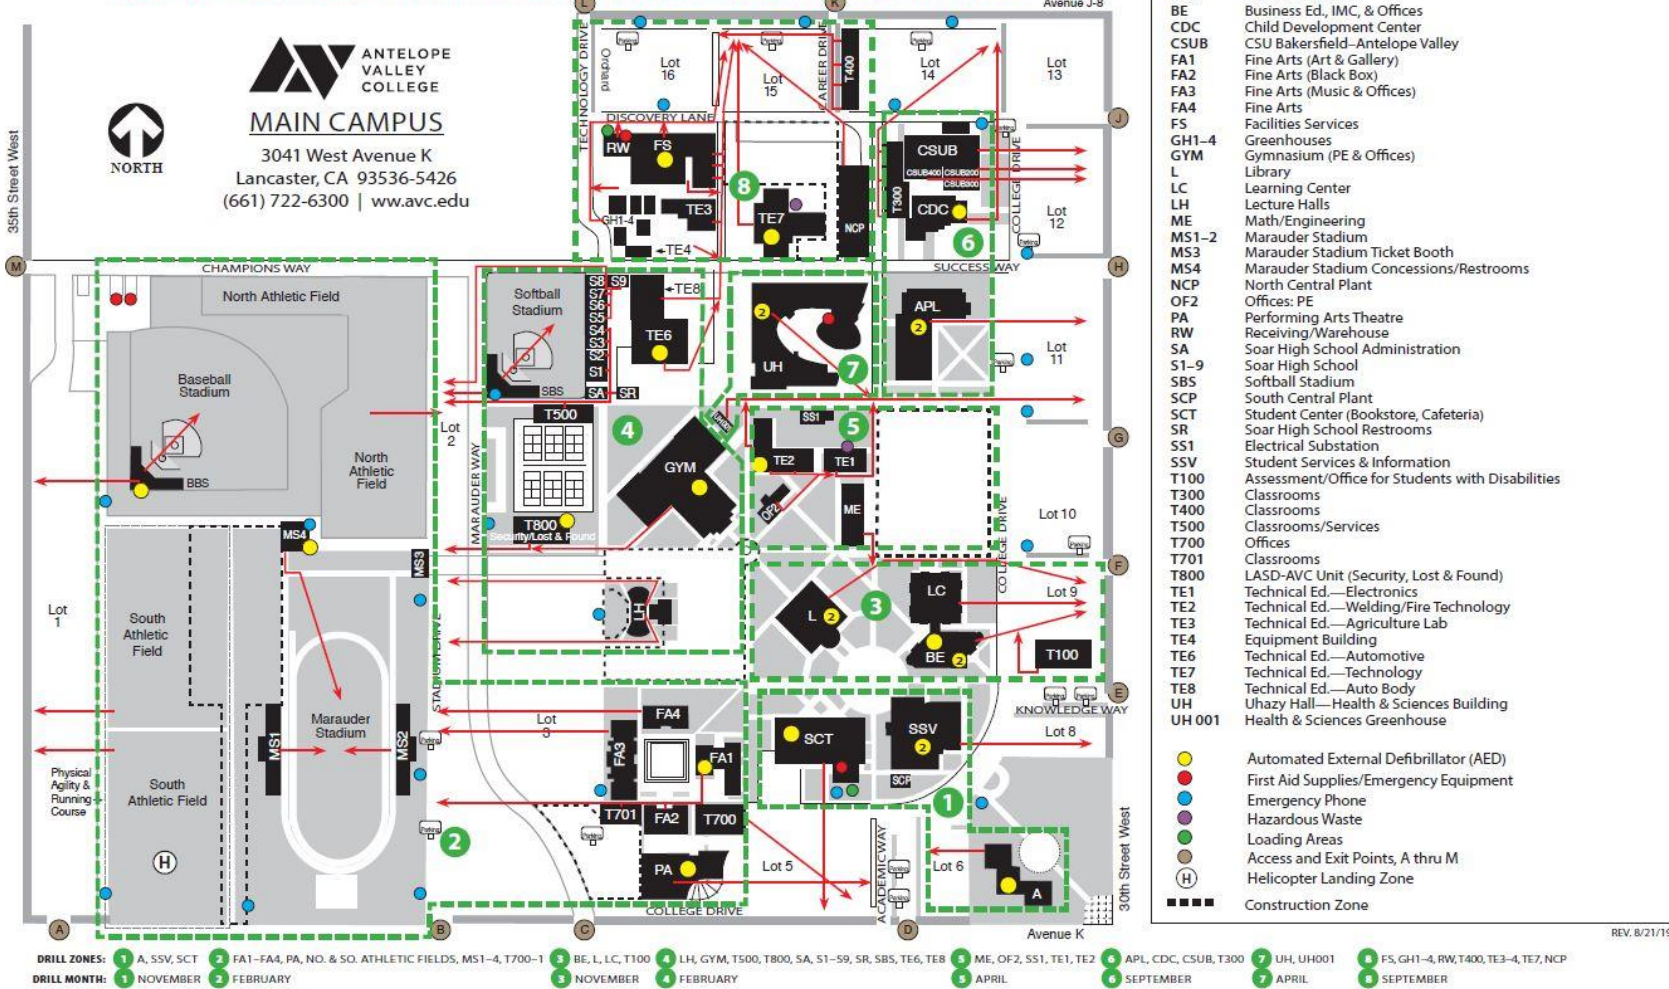 Avenue J-8
L
K
ANTELOPE
VALLEY
COLLEGE
MAIN CAMPUS
3041 West Avenue K
Lancaster, CA 93536-5426
(661) 722-6300 | ww.avc.edu
NORTH
35th Street West
TECHNOLOGY DRIVE
Orchard
Lot
16
Lot
15
CAREER DRIVE
T400
Lot
14
Lot
13
DISCOVERY LANE
J
RW
FS
GH1-4
TE3
TE4
8
TE7
NCP
CSUB
CSUB400
CSUB200
CSUB300
T300
CDC
6
COLLEGE DRIVE
Lot
12
M
CHAMPIONS WAY
SUCCESS WAY
H
North Athletic Field
Softball
Stadium
S8
S9
S7
S6
S5
S4
S3
S2
S1
SA
SR
SBS
TE8
TE6
2
UH
7
APL
2
Lot
11
Baseball
Stadium
BBS
North
Athletic
Field
Lot
2
MARAUDER WAY
T500
4
GYM
T800
Security/Lost & Found
SS1
5
TE2
TE1
OF2
ME
G
COLLEGE DRIVE
Lot 10
MS4
MS3
F
Lot
1
South
Athletic
Field
STADIUM DRIVE
LH
L
2
3
LC
BE
2
Lot 9
T100
E
KNOWLEDGE WAY
Marauder
Stadium
MS1
MS2
Lot
3
FA4
FA3
FA1
SCT
SSV
2
SCP
Lot 8
Physical
Agility &
Running
Course
South
Athletic Field
H
2
T701
FA2
T700
PA
1
Lot 5
ACADEMIC WAY
Lot 6
A
30th Street West
COLLEGE DRIVE
A
B
C
D
Avenue K
BE Business Ed., IMC, & Offices
CDC Child Development Center
CSUB CSU Bakersfield–Antelope Valley
FA1 Fine Arts (Art & Gallery)
FA2 Fine Arts (Black Box)
FA3 Fine Arts (Music & Offices)
FA4 Fine Arts
FS Facilities Services
GH1–4 Greenhouses
GYM Gymnasium (PE & Offices)
L Library
LC Learning Center
LH Lecture Halls
ME Math/Engineering
MS1–2 Marauder Stadium
MS3 Marauder Stadium Ticket Booth
MS4 Marauder Stadium Concessions/Restrooms
NCP North Central Plant
OF2 Offices: PE
PA Performing Arts Theatre
RW Receiving/Warehouse
SA Soar High School Administration
S1–9 Soar High School
SBS Softball Stadium
SCP South Central Plant
SCT Student Center (Bookstore, Cafeteria)
SR Soar High School Restrooms
SS1 Electrical Substation
SSV Student Services & Information
T100 Assessment/Office for Students with Disabilities
T300 Classrooms
T400 Classrooms
T500 Classrooms/Services
T700 Offices
T701 Classrooms
T800 LASD-AVC Unit (Security, Lost & Found)
TE1 Technical Ed.—Electronics
TE2 Technical Ed.—Welding/Fire Technology
TE3 Technical Ed.—Agriculture Lab
TE4 Equipment Building
TE6 Technical Ed.—Automotive
TE7 Technical Ed.—Technology
TE8 Technical Ed.—Auto Body
UH Uhazy Hall—Health & Sciences Building
UH 001 Health & Sciences Greenhouse
Automated External Defibrillator (AED)
First Aid Supplies/Emergency Equipment
Emergency Phone
Hazardous Waste
Loading Areas
Access and Exit Points, A thru M
H Helicopter Landing Zone
Construction Zone
REV. 8/21/19
DRILL ZONES: 1 A, SSV, SCT 2 FA1–FA4, PA, NO. & SO. ATHLETIC FIELDS, MS1–4, T700–1 3 BE, L, LC, T100 4 LH, GYM, T500, T800, SA, S1–S9, SR, SBS, TE6, TE8 5 ME, OF2, SS1, TE1, TE2 6 APL, CDC, CSUB, T300 7 UH, UH001 8 FS, GH1–4, RW, T400, TE3–4, TE7, NCP
DRILL MONTH: 1 NOVEMBER 2 FEBRUARY 3 NOVEMBER 4 FEBRUARY 5 APRIL 6 SEPTEMBER 7 APRIL 8 SEPTEMBER